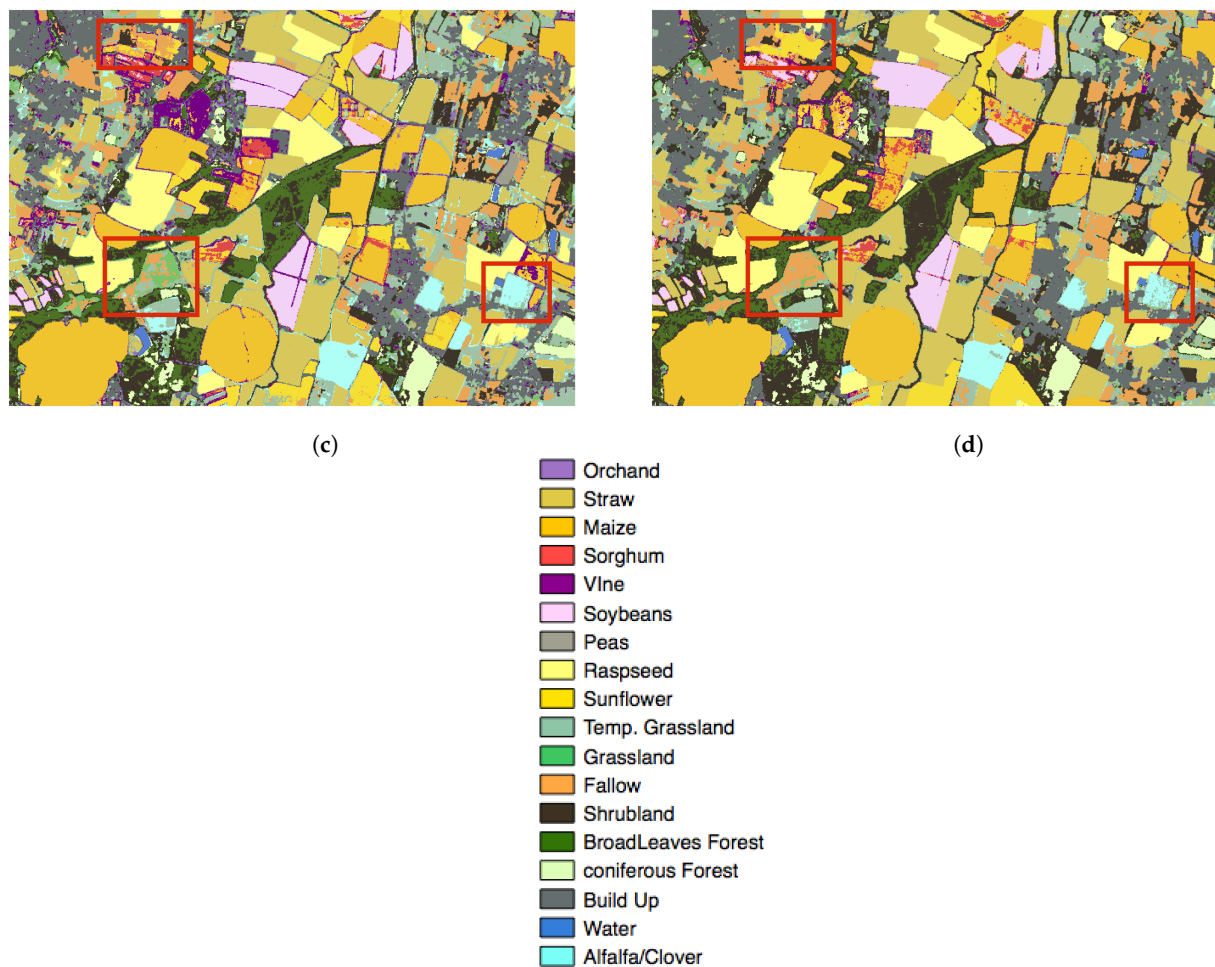 (c)
(d)
Orchand
Straw
Maize
Sorghum
VIne
Soybeans
Peas
Raspseed
Sunflower
Temp. Grassland
Grassland
Fallow
Shrubland
BroadLeaves Forest
coniferous Forest
Build Up
Water
Alfalfa/Clover